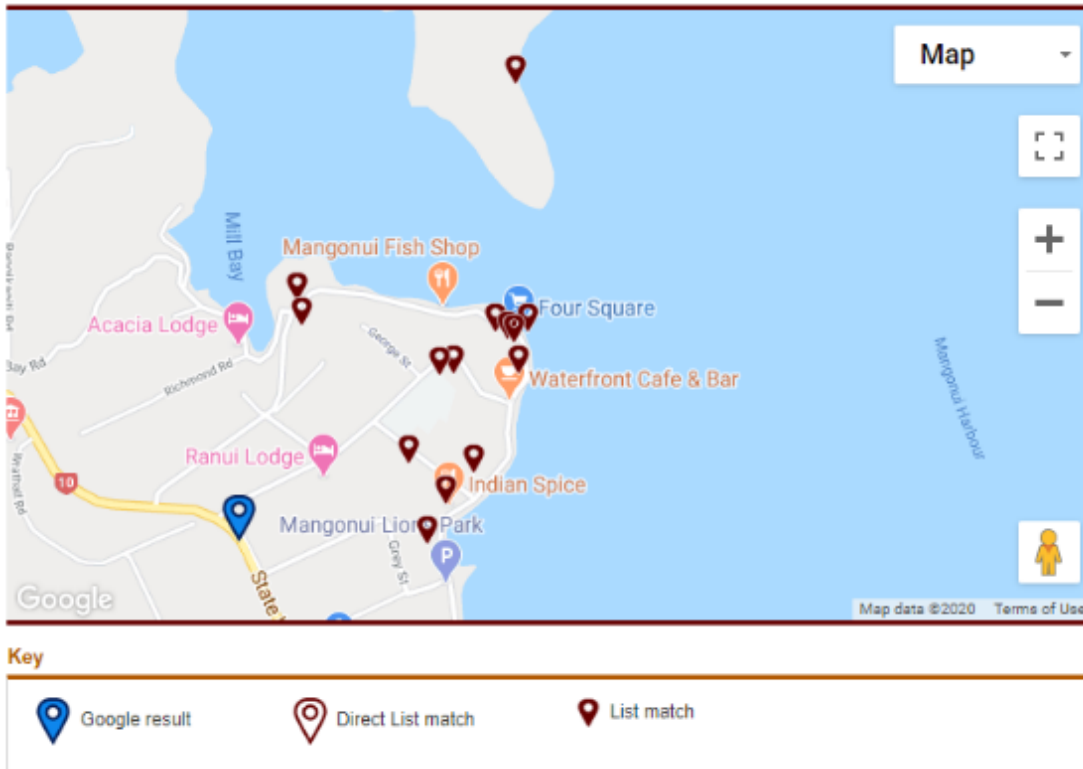 Map
Mill Bay
Mangonui Fish Shop
Four Square
Acacia Lodge
George St
Bay Rd
Richmond Rd
Waterfront Cafe & Bar
Mangonui Harbour
Ranui Lodge
10
Indian Spice
Mangonui Lions Park
P
Grey St
State
Google
Map data ©2020 Terms of Use
Key
Google result
Direct List match
List match